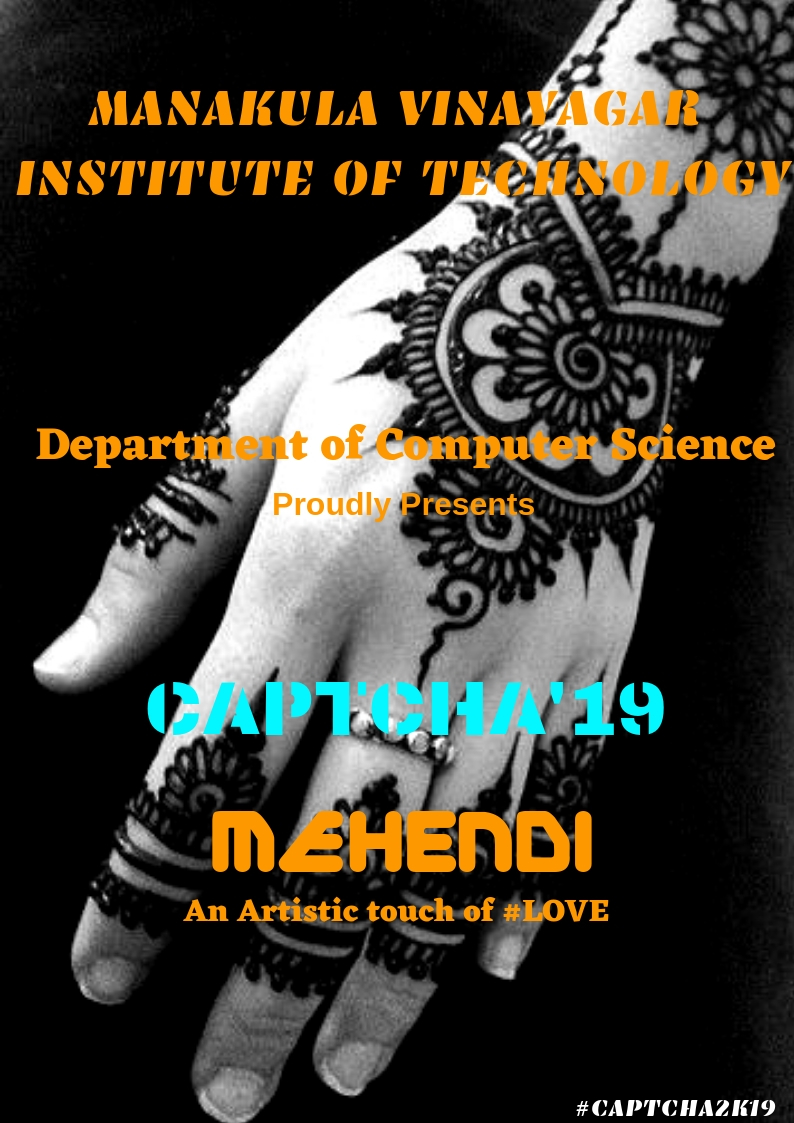 MANAKULA VINAYAGAR
INSTITUTE OF TECHNOLOGY
Department of Computer Science
Proudly Presents
CAPTCHA'19
MEHENDI
An Artistic touch of #LOVE
#CAPTCHA2K19